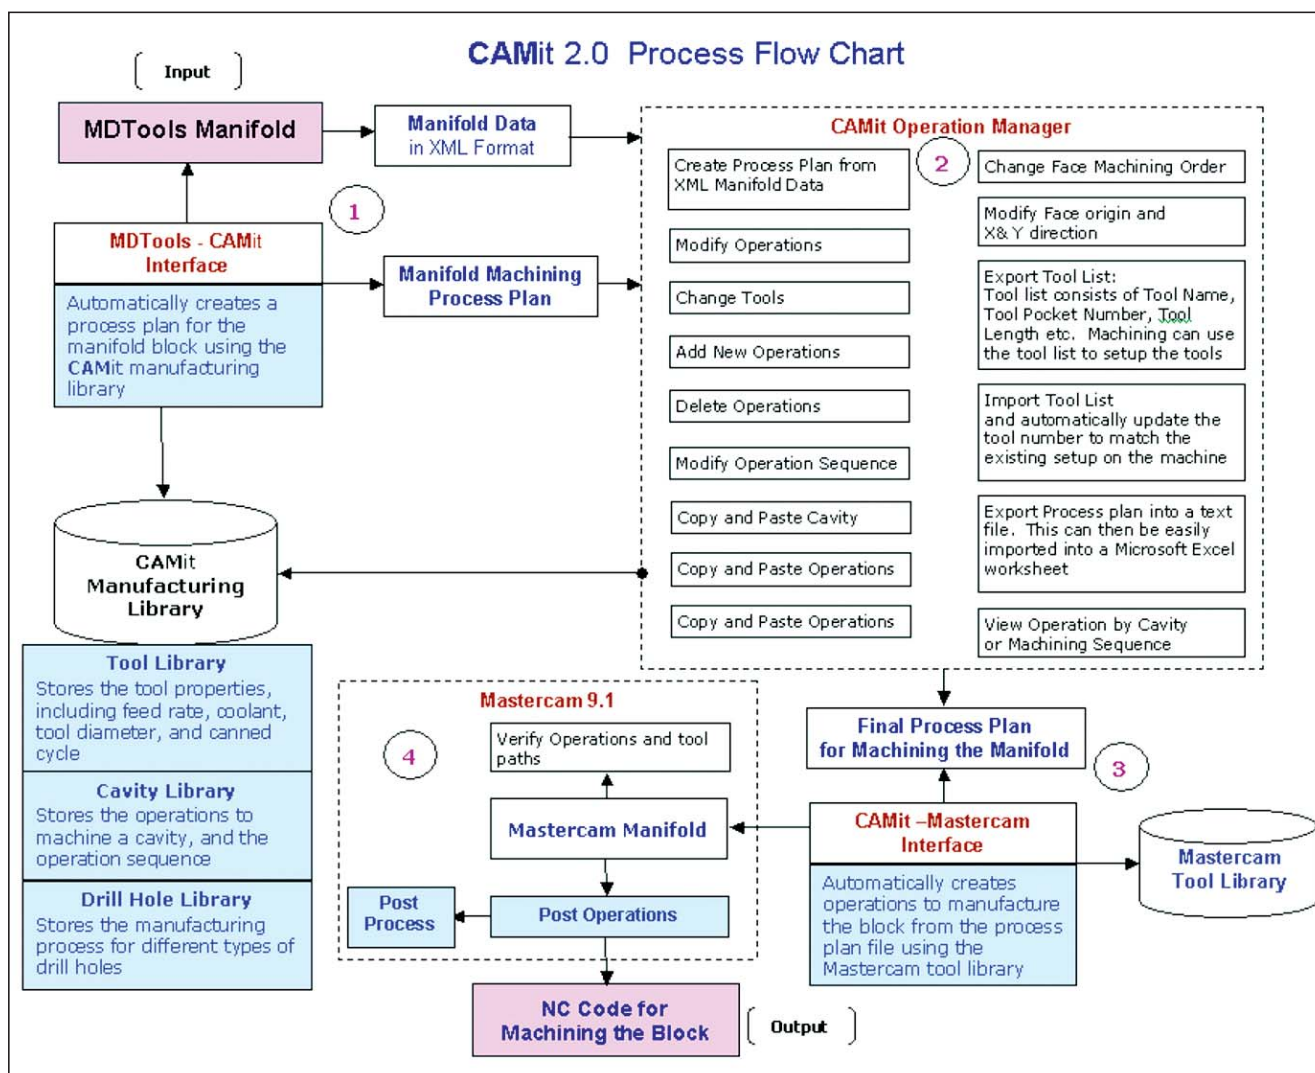 CAMit 2.0 Process Flow Chart
Input
MDTools Manifold
Manifold Data
in XML Format
1
MDTools - CAMit
Interface
Automatically creates a
process plan for the
manifold block using the
CAMit manufacturing
library
Manifold Machining
Process Plan
CAMit Operation Manager
2
Create Process Plan from
XML Manifold Data
Modify Operations
Change Tools
Add New Operations
Delete Operations
Modify Operation Sequence
Copy and Paste Cavity
Copy and Paste Operations
Copy and Paste Operations
Change Face Machining Order
Modify Face origin and
X& Y direction
Export Tool List:
Tool list consists of Tool Name,
Tool Pocket Number, Tool
Length etc. Machining can use
the tool list to setup the tools
Import Tool List
and automatically update the
tool number to match the
existing setup on the machine
Export Process plan into a text
file. This can then be easily
imported into a Microsoft Excel
worksheet
View Operation by Cavity
or Machining Sequence
CAMit
Manufacturing
Library
Tool Library
Stores the tool properties,
including feed rate, coolant,
tool diameter, and canned
cycle
Cavity Library
Stores the operations to
machine a cavity, and the
operation sequence
Drill Hole Library
Stores the manufacturing
process for different types of
drill holes
Final Process Plan
for Machining the Manifold
3
CAMit –Mastercam
Interface
Automatically creates
operations to manufacture
the block from the process
plan file using the
Mastercam tool library
Mastercam
Tool Library
Mastercam 9.1
4
Verify Operations and tool
paths
Mastercam Manifold
Post Operations
Post
Process
NC Code for
Machining the Block
Output